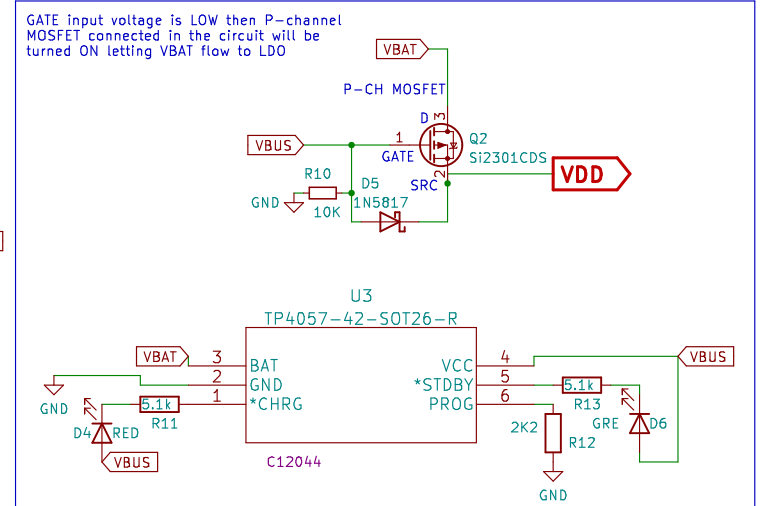 GATE input voltage is LOW then P-channel
MOSFET connected in the circuit will be
turned ON letting VBAT flow to LDO
VBAT
P-CH MOSFET
D
3
VBUS
1
Q2
GATE
Si2301CDS
2
SRC
VDD
R10
D5
GND
1N5817
10K
U3
TP4057-42-SOT26-R
VBAT
3
BAT
VCC
4
VBUS
2
GND
*STDBY
5
5.1k
GND
5.1k
1
*CHRG
PROG
6
R13
R11
D4
RED
2K2
R12
GRE
D6
VBUS
C12044
GND